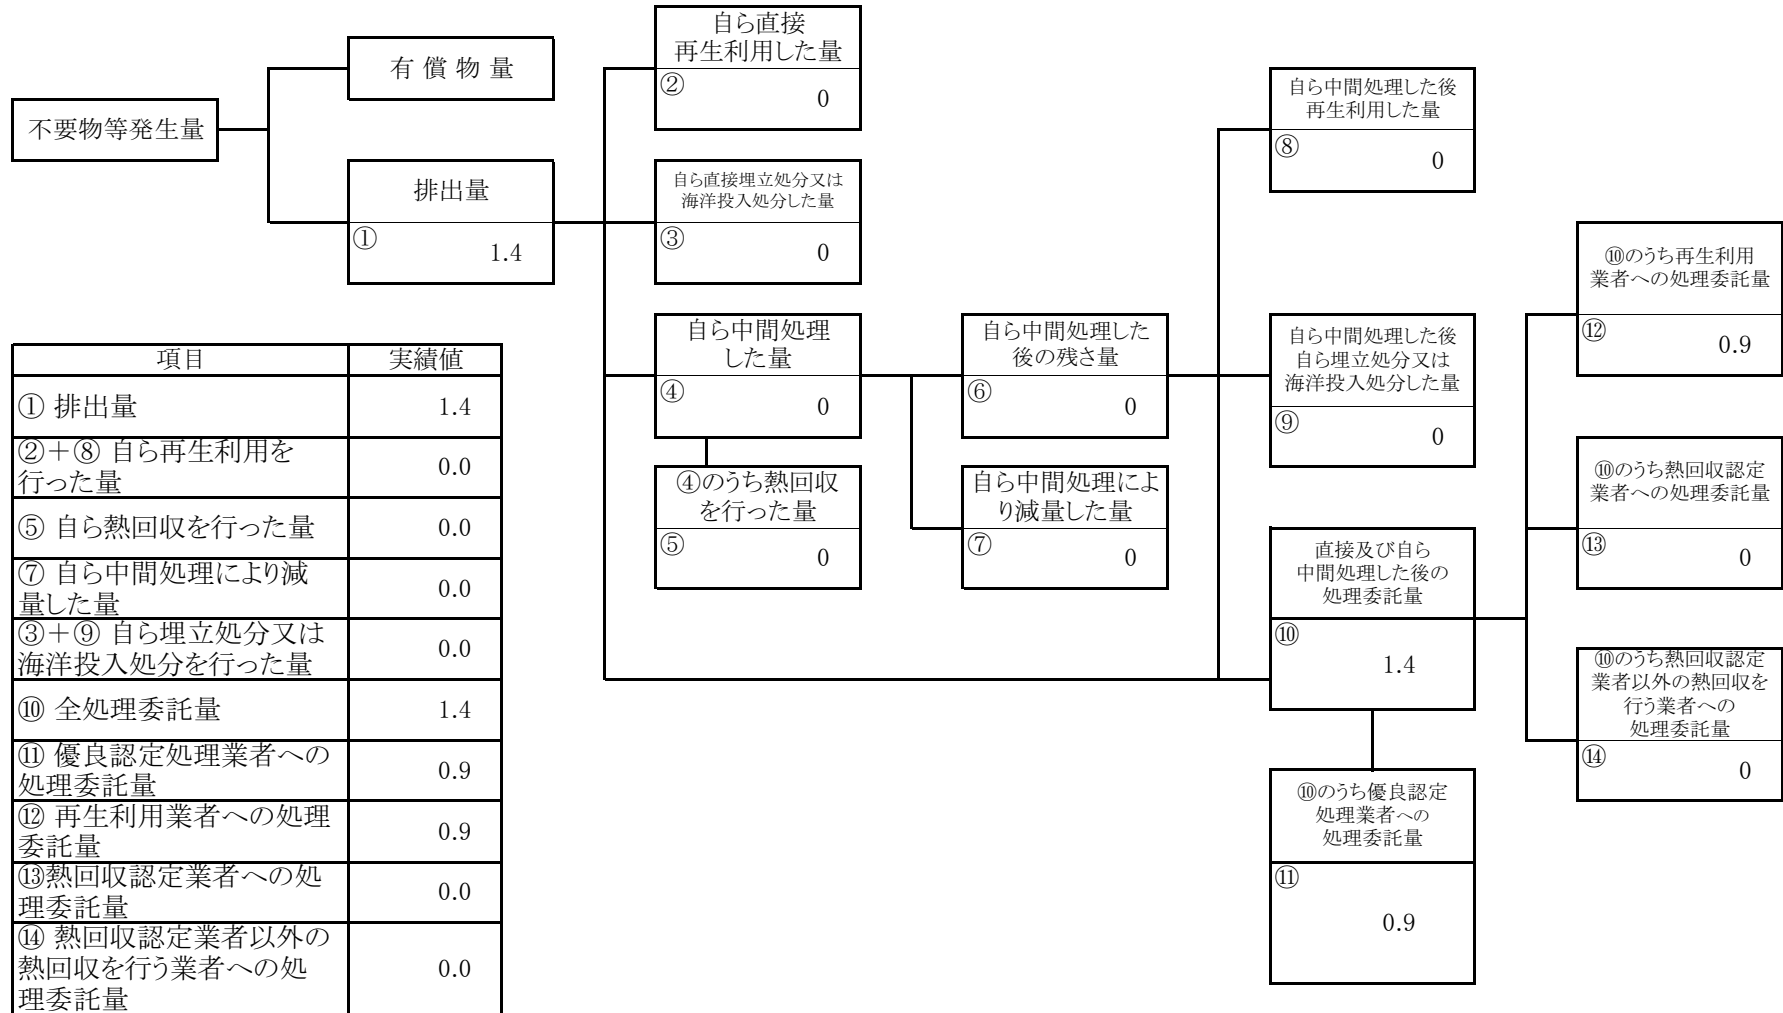 不要物等発生量
有償物量
排出量
①
1.4
自ら直接
再生利用した量
②
0
自ら直接埋立処分又は
海洋投入処分した量
③
0
自ら中間処理
した量
④
0
④のうち熱回収
を行った量
⑤
0
自ら中間処理した
後の残さ量
⑥
0
自ら中間処理によ
り減量した量
⑦
0
自ら中間処理した後
再生利用した量
⑧
0
自ら中間処理した後
自ら埋立処分又は
海洋投入処分した量
⑨
0
直接及び自ら
中間処理した後の
処理委託量
⑩
1.4
⑩のうち優良認定
処理業者への
処理委託量
⑪
0.9
⑩のうち再生利用
業者への処理委託量
⑫
0.9
⑩のうち熱回収認定
業者への処理委託量
⑬
0
⑩のうち熱回収認定
業者以外の熱回収を
行う業者への
処理委託量
⑭
0
項目 実績値
① 排出量 1.4
②+⑧ 自ら再生利用を
行った量 0.0
⑤ 自ら熱回収を行った量 0.0
⑦ 自ら中間処理により減
量した量 0.0
③+⑨ 自ら埋立処分又は
海洋投入処分を行った量 0.0
⑩ 全処理委託量 1.4
⑪ 優良認定処理業者への
処理委託量 0.9
⑫ 再生利用業者への処理
委託量 0.9
⑬熱回収認定業者への処
理委託量 0.0
⑭ 熱回収認定業者以外の
熱回収を行う業者への処
理委託量 0.0